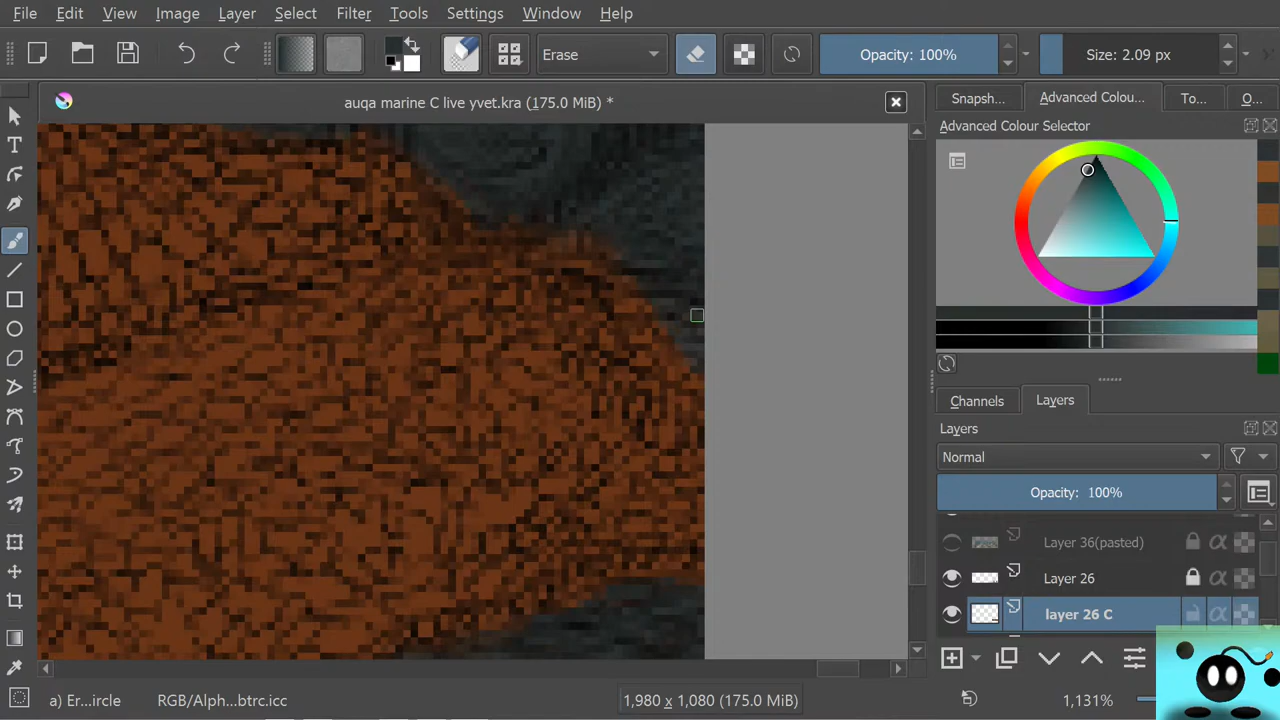 File Edit View Image Layer Select Filter Tools Settings Window Help
Erase Opacity: 100% Size: 2.09 px
auqa marine C live yvet.kra (175.0 MiB) *
Snapsh... Advanced Colou... To... O...
Advanced Colour Selector
Channels Layers
Layers
Normal
Opacity: 100%
Layer 36(pasted)
Layer 26
layer 26 C
a) Er...ircle RGB/Alph...btrc.icc 1,980 x 1,080 (175.0 MiB) 1,131%